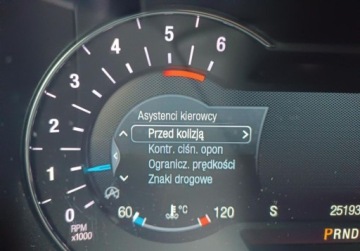 6
5
4
3
2
1
0
RPM
x1000
Asystenci kierowcy
Przed kolizją
Kontr. ciśn. opon
Ogranicz. prędkości
Znaki drogowe
60 °C 120
S 25193
PRND